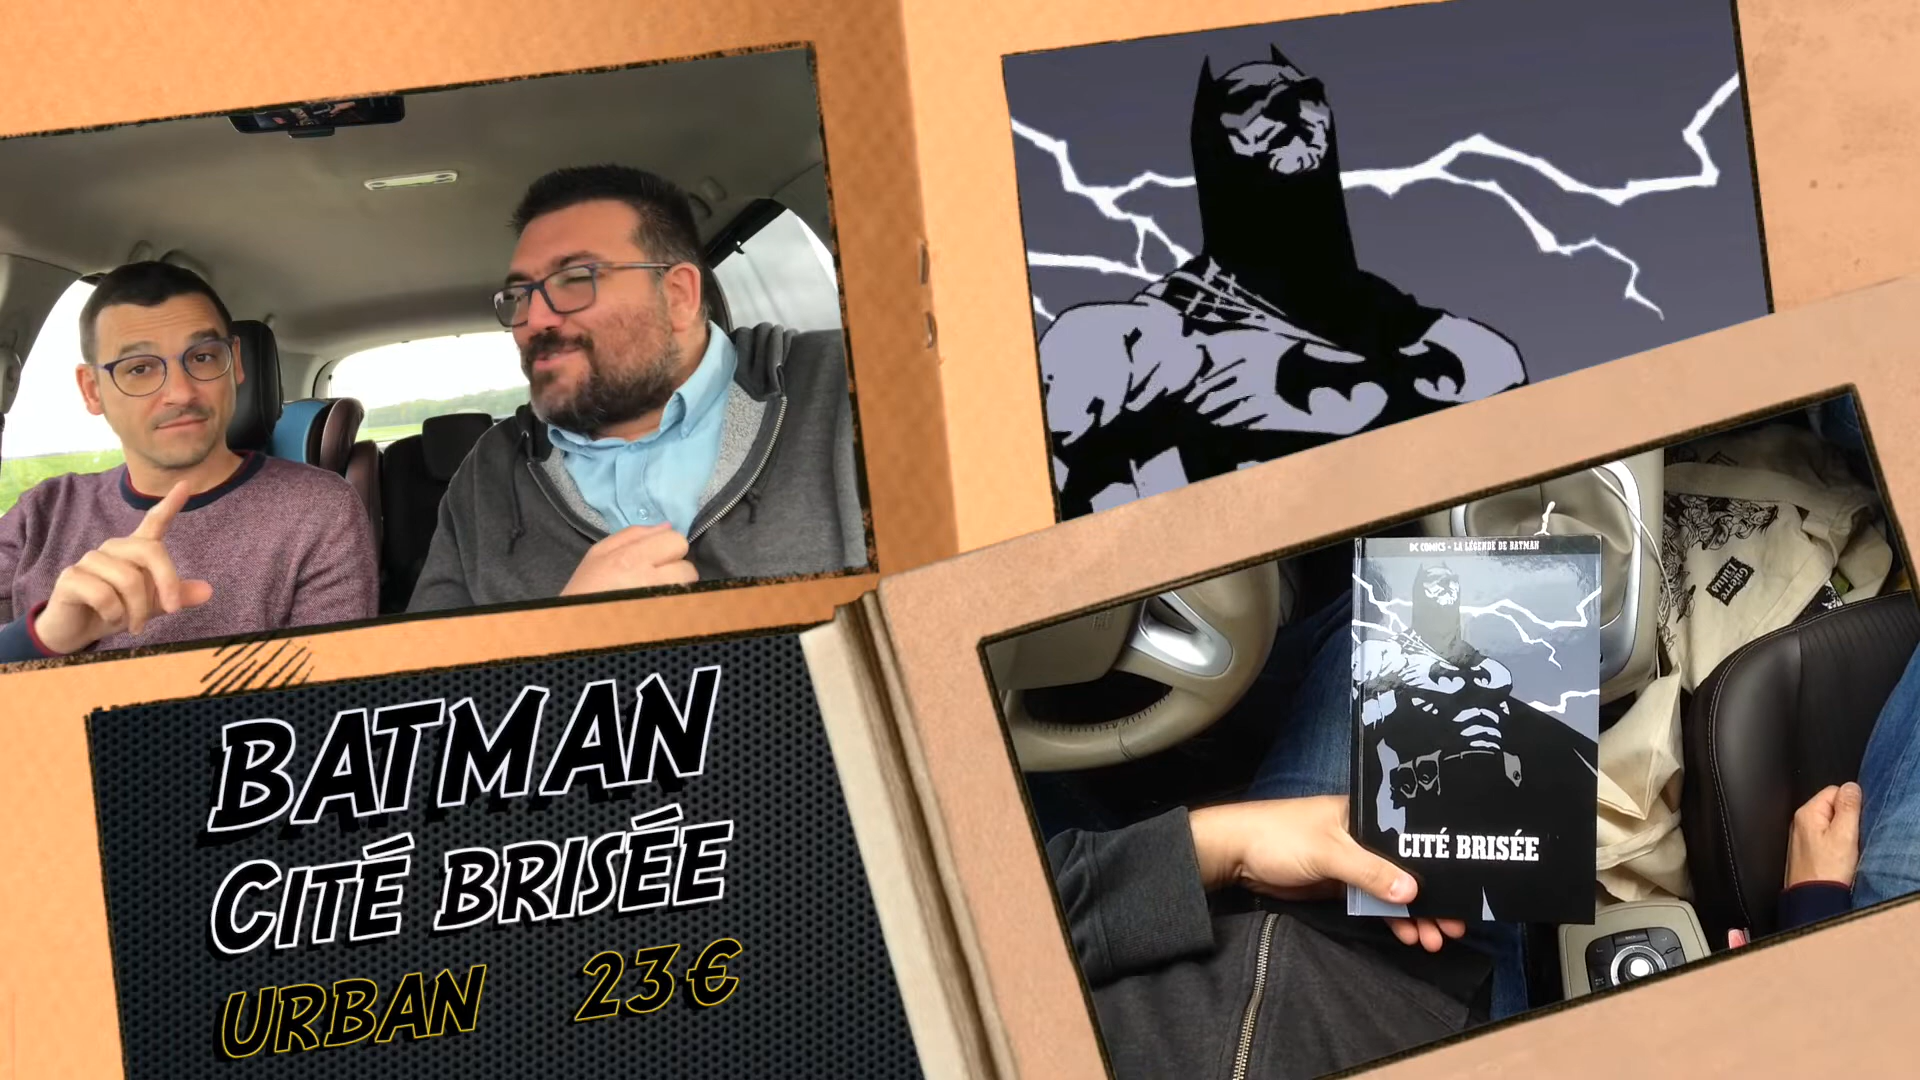 BATMAN
CITÉ BRISÉE
URBAN 23€
DC COMICS - LA LÉGENDE DE BATMAN
CITÉ BRISÉE